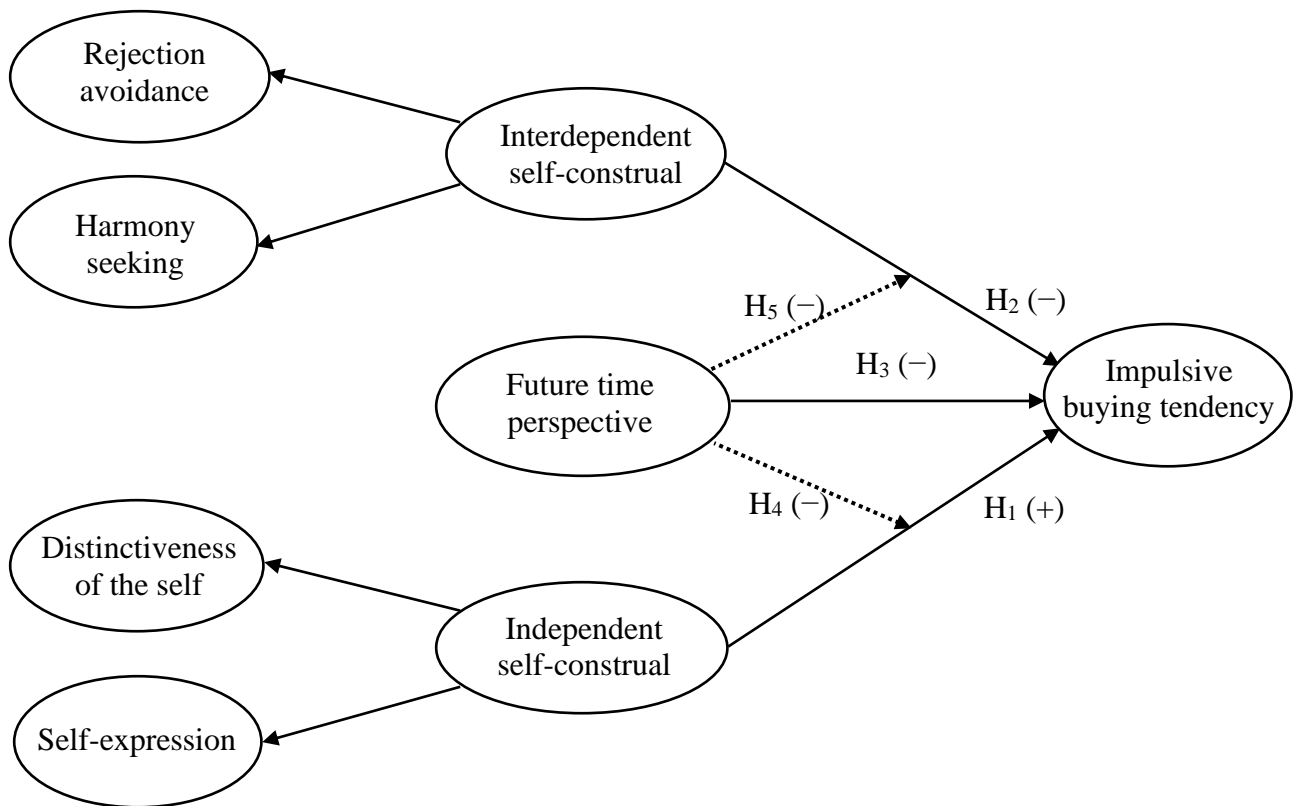 Rejection
avoidance
Interdependent
self-construal
Harmony
seeking
H₅ (−)
H₂ (−)
H₃ (−)
Future time
perspective
Impulsive
buying tendency
H₄ (−)
H₁ (+)
Distinctiveness
of the self
Independent
self-construal
Self-expression